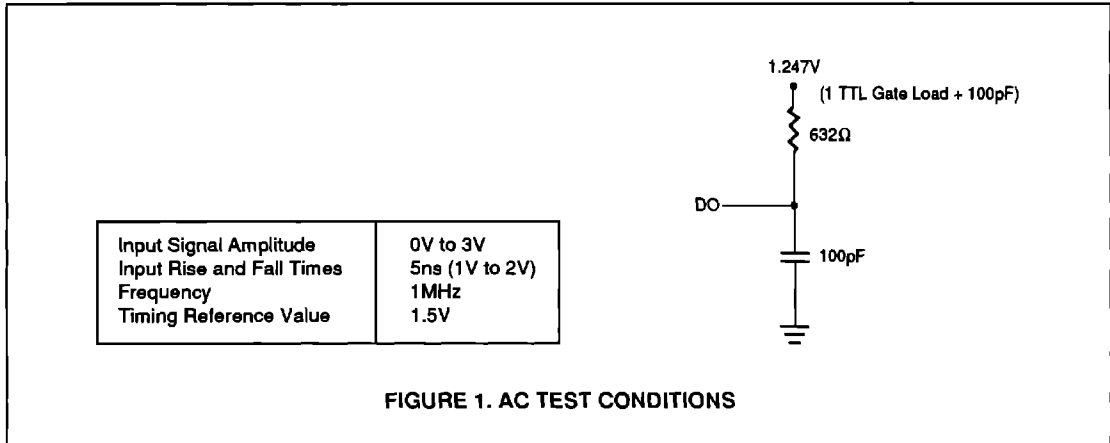 1.247V
(1 TTL Gate Load + 100pF)
632Ω
DO
100pF
Input Signal Amplitude 0V to 3V
Input Rise and Fall Times 5ns (1V to 2V)
Frequency 1MHz
Timing Reference Value 1.5V
FIGURE 1. AC TEST CONDITIONS